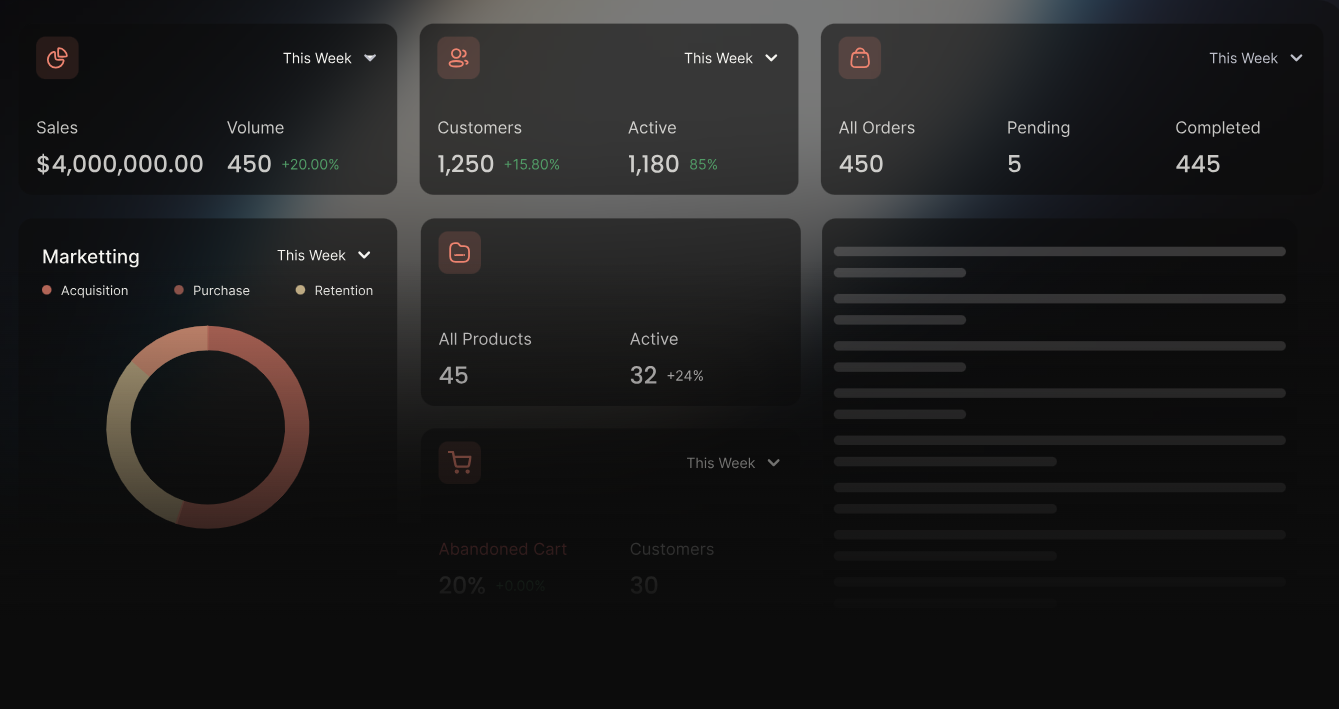 This Week
Sales
Volume
$4,000,000.00
450 +20.00%
This Week
Customers
Active
1,250 +15.80%
1,180 85%
This Week
All Orders
Pending
Completed
450
5
445
Marketting
This Week
Acquisition
Purchase
Retention
All Products
Active
45
32 +24%
This Week
Abandoned Cart
Customers
20% +0.00%
30